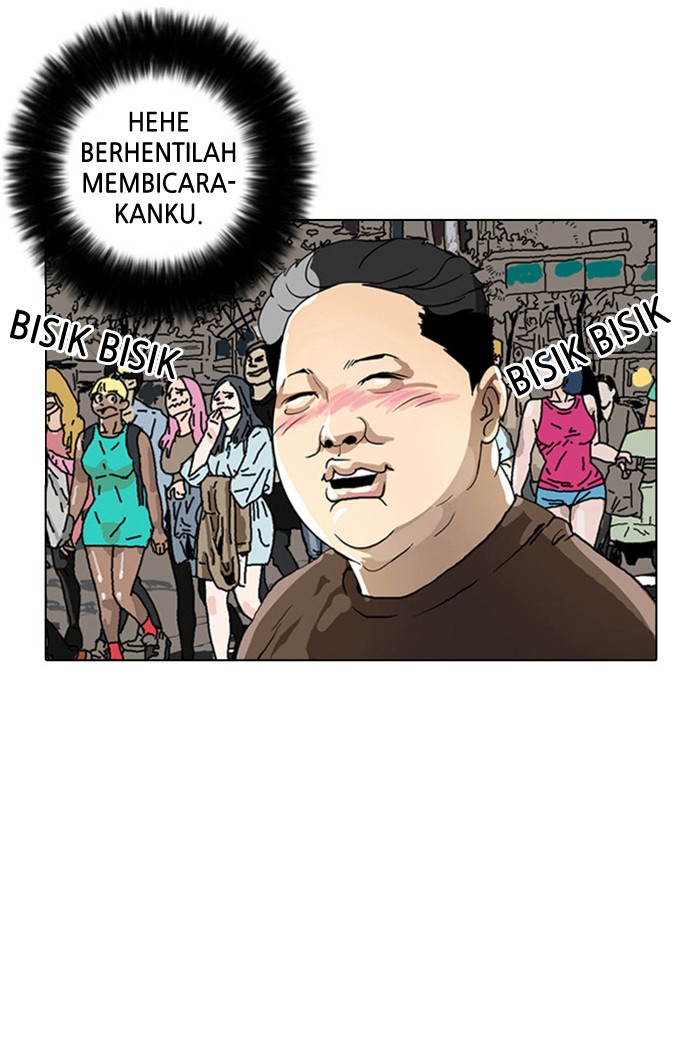 HEHE
BERHENTILAH
MEMBICARA-
KANKU.
BISIK BISIK
BISIK BISIK